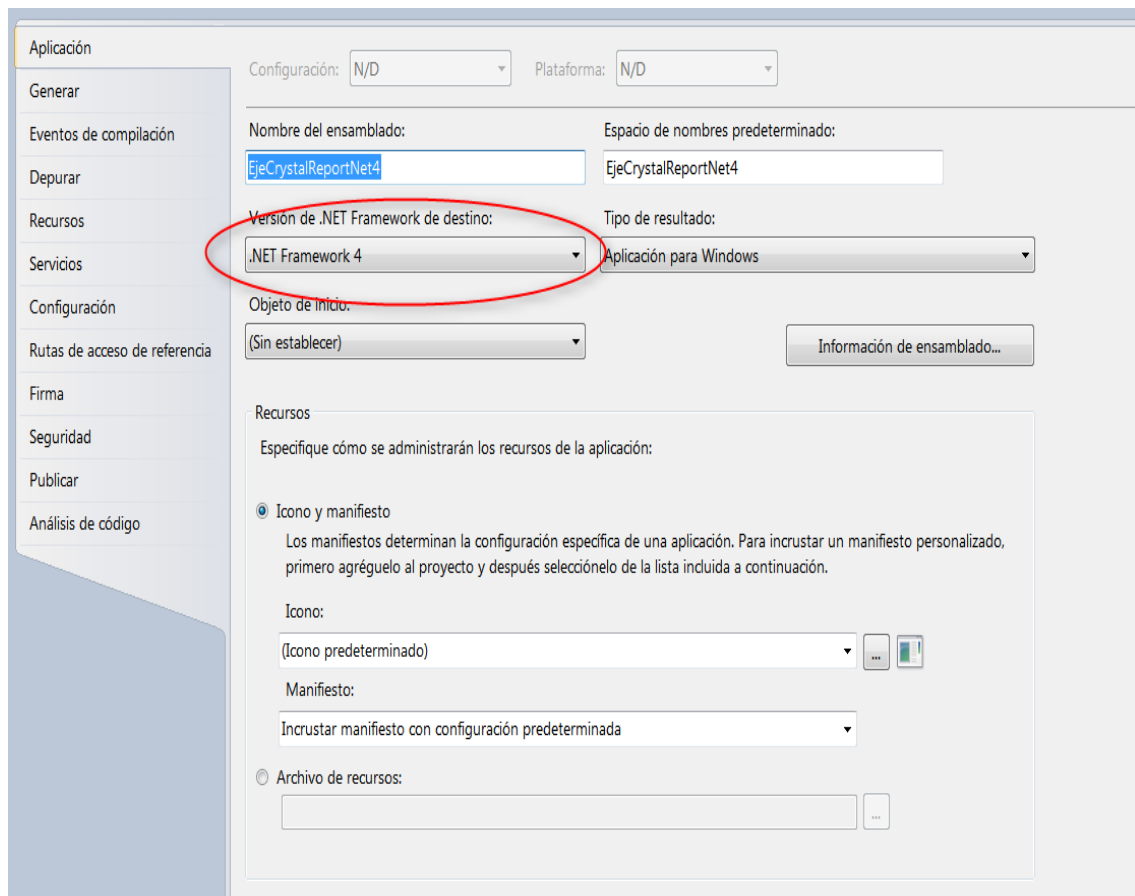 Aplicación
Generar
Eventos de compilación
Depurar
Recursos
Servicios
Configuración
Rutas de acceso de referencia
Firma
Seguridad
Publicar
Análisis de código
Configuración: N/D Plataforma: N/D
Nombre del ensamblado: Espacio de nombres predeterminado:
EjeCrystalReportNet4 EjeCrystalReportNet4
Versión de .NET Framework de destino: Tipo de resultado:
.NET Framework 4 Aplicación para Windows
Objeto de inicio:
(Sin establecer) Información de ensamblado...
Recursos
Especifique cómo se administrarán los recursos de la aplicación:
Icono y manifiesto
Los manifiestos determinan la configuración específica de una aplicación. Para incrustar un manifiesto personalizado,
primero agréguelo al proyecto y después selecciónelo de la lista incluida a continuación.
Icono:
(Icono predeterminado) ...
Manifiesto:
Incrustar manifiesto con configuración predeterminada
Archivo de recursos:
...